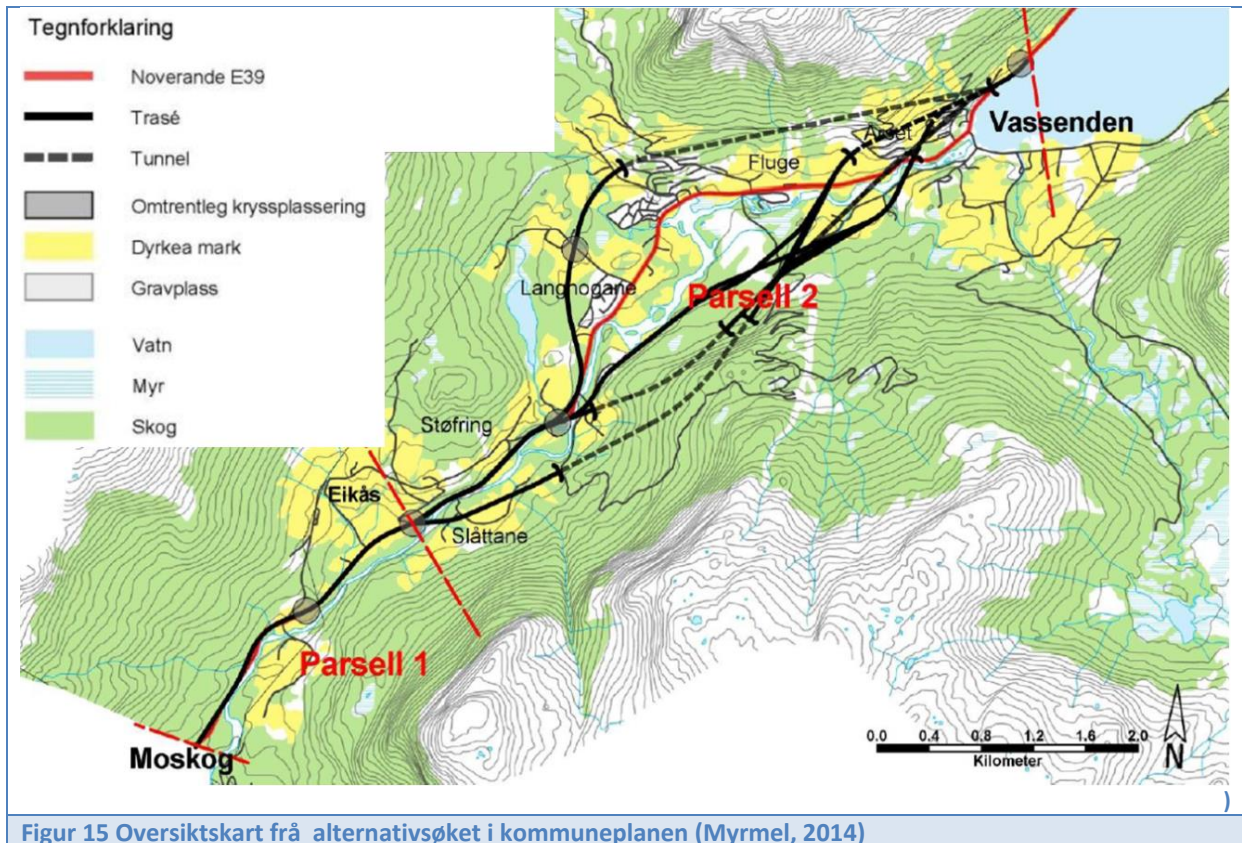 Tegnforklaring
Noverande E39
Trasé
Tunnel
Omtrentleg kryssplassering
Dyrkea mark
Gravplass
Vatn
Myr
Skog
Vassenden
Årset
Fluge
Langhogane
Parsell 2
Støfring
Eikås
Slåttane
Parsell 1
Moskog
0.0 0.4 0.8 1.2 1.6 2.0
Kilometer
N
)
Figur 15 Oversiktskart frå alternativsøket i kommuneplanen (Myrmel, 2014)